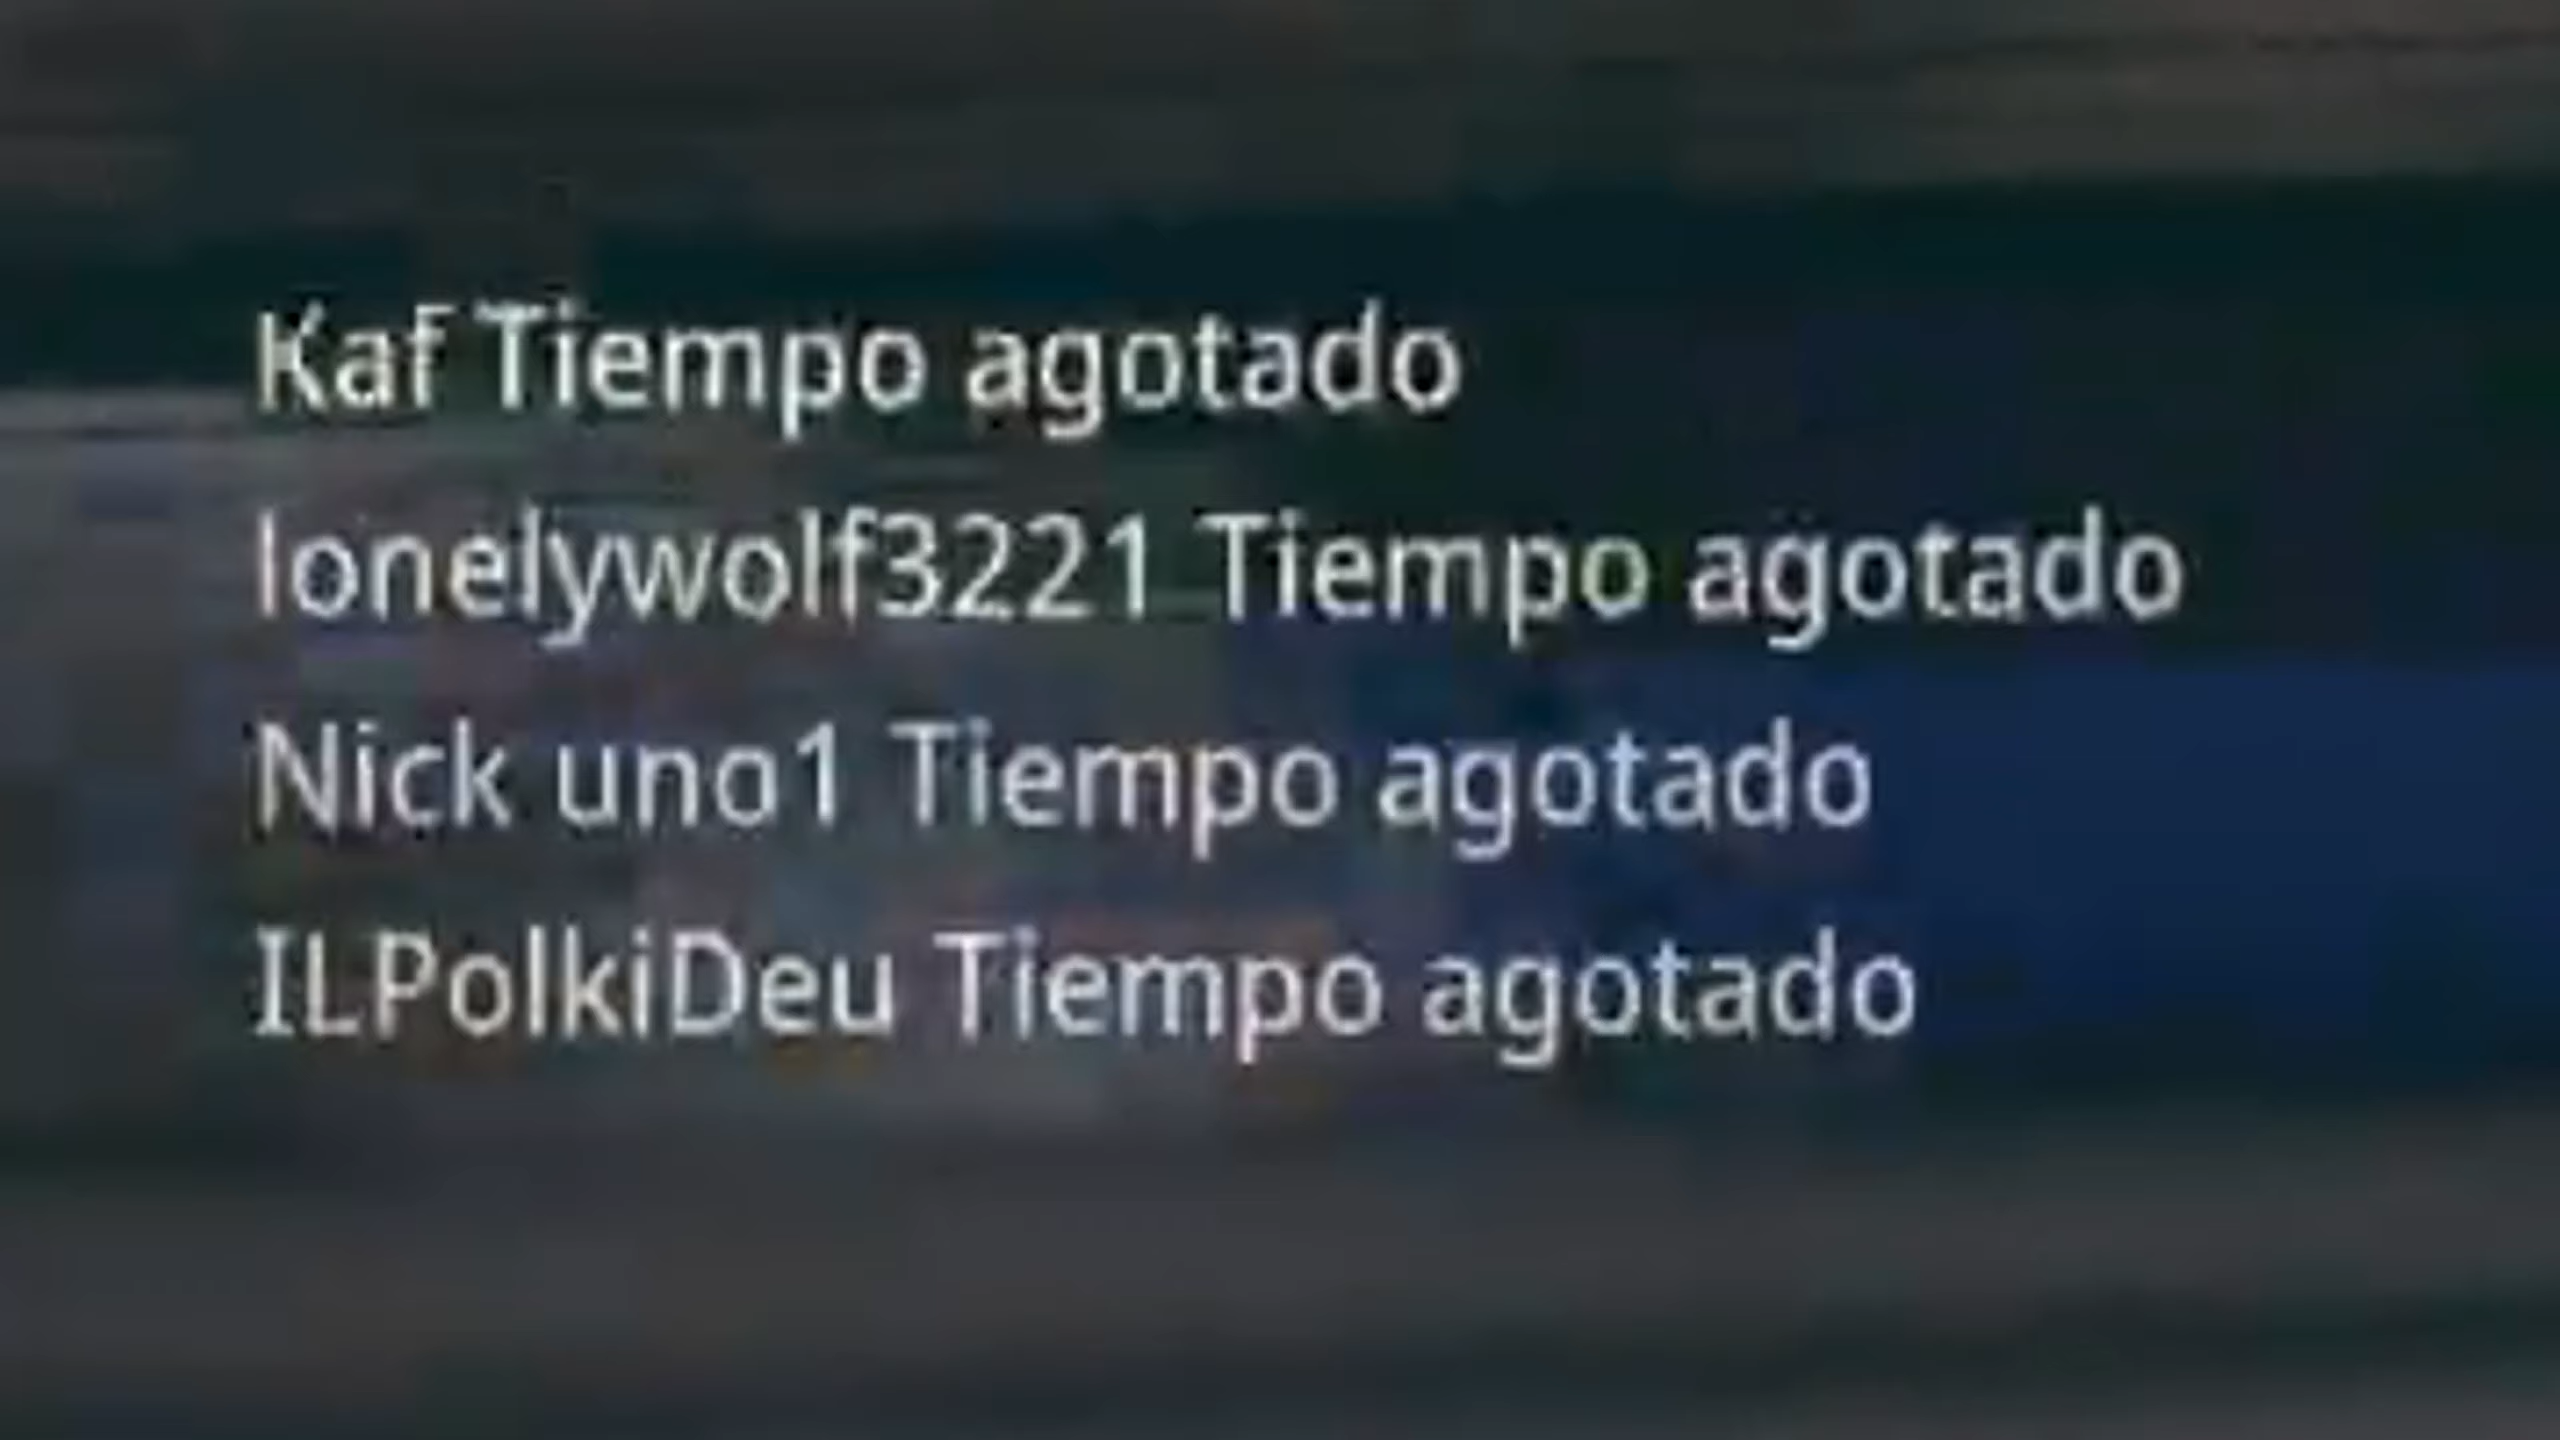 Kaf Tiempo agotado
lonelywolf3221 Tiempo agotado
Nick uno1 Tiempo agotado
ILPolkiDeu Tiempo agotado